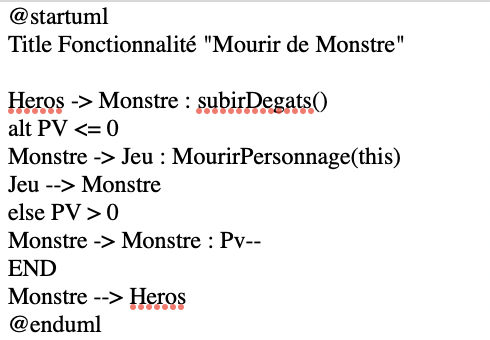 @startuml
Title Fonctionnalité "Mourir de Monstre"
Heros -> Monstre : subirDegats()
alt PV <= 0
Monstre -> Jeu : MourirPersonnage(this)
Jeu --> Monstre
else PV > 0
Monstre -> Monstre : Pv--
END
Monstre --> Heros
@enduml